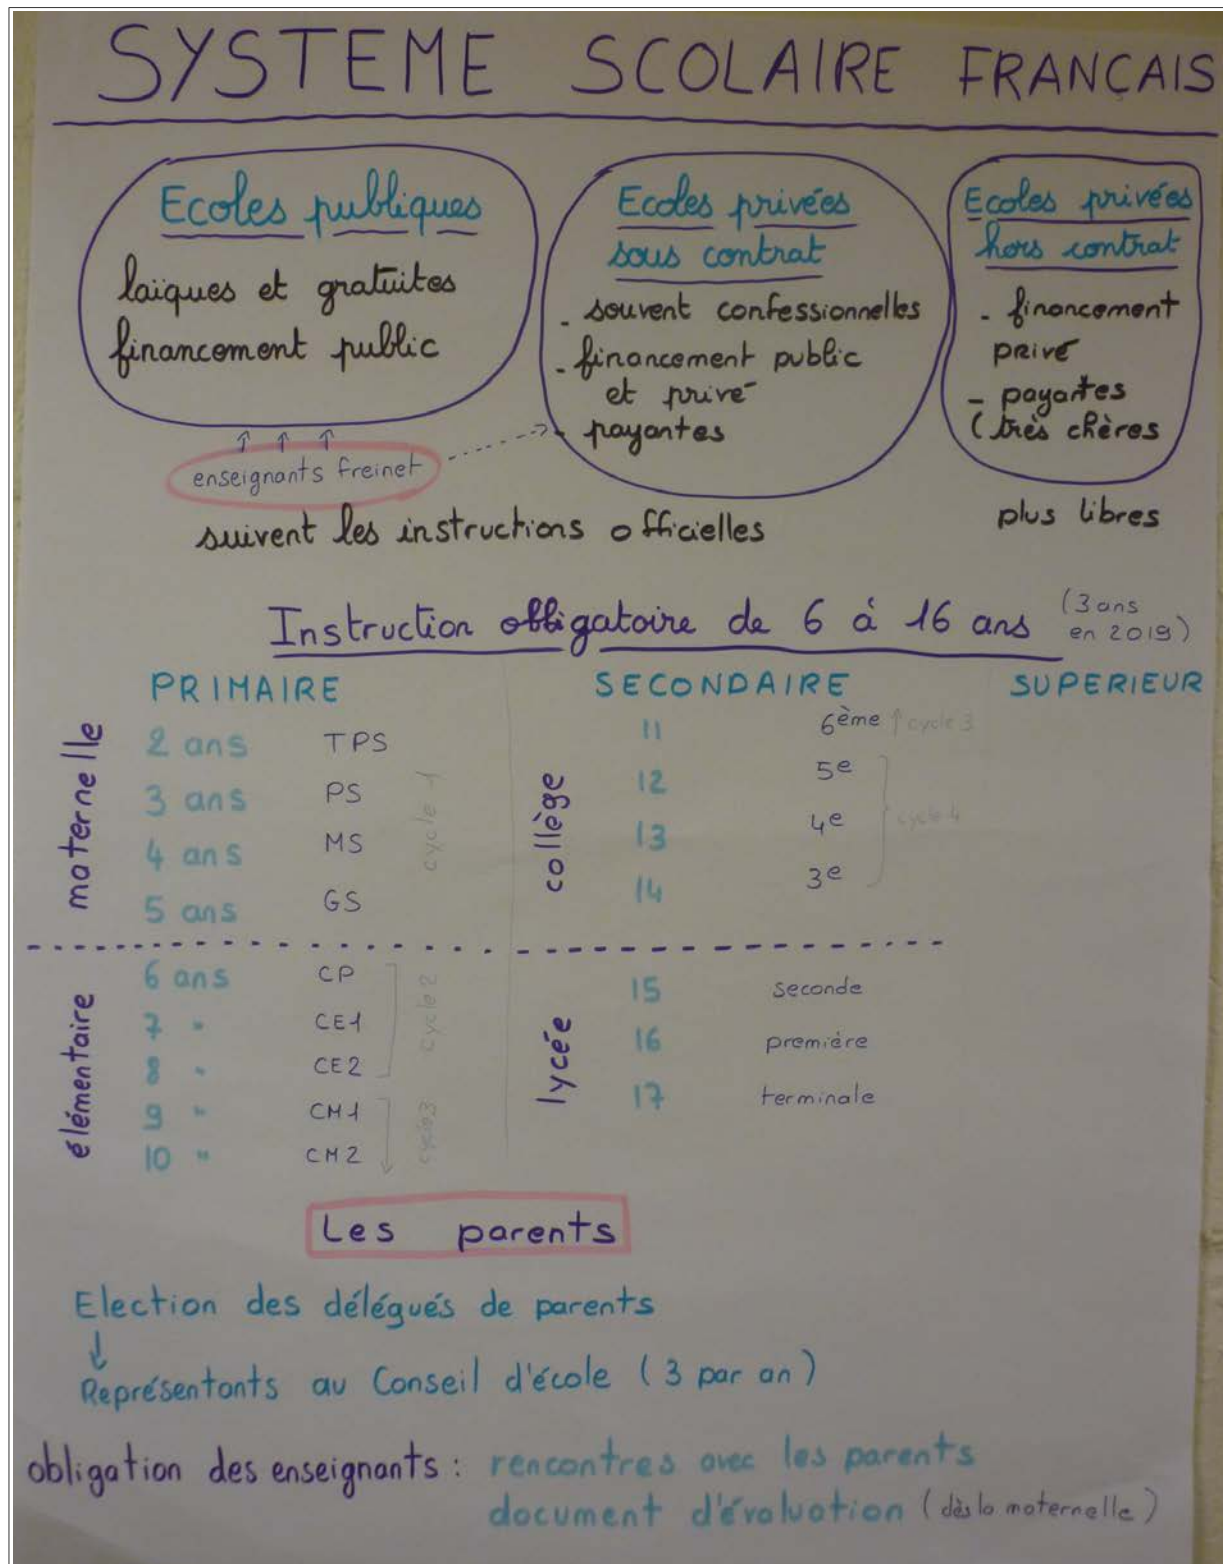 SYSTEME SCOLAIRE FRANÇAIS
Ecoles publiques
laïques et gratuites
financement public
Ecoles privées
sous contrat
- souvent confessionnelles
- financement public
et privé
- payantes
Ecoles privées
hors contrat
- financement
privé
- payantes
(très chères
enseignants freinet
suivent les instructions officielles
plus libres
Instruction obligatoire de 6 à 16 ans (3 ans
en 2019)
PRIMAIRE
maternelle
2 ans TPS
3 ans PS
4 ans MS
5 ans GS
cycle 1
élémentaire
6 ans CP
7 " CE1
8 " CE2
cycle 2
9 " CM1
10 " CM2
cycle 3
SECONDAIRE
collège
11 6ème ↑ cycle 3
12 5e
13 4e
14 3e
cycle 4
lycée
15 seconde
16 première
17 terminale
SUPERIEUR
Les parents
Election des délégués de parents
↓
Représentants au Conseil d'école (3 par an)
obligation des enseignants : rencontres avec les parents
document d'évaluation (dès la maternelle)